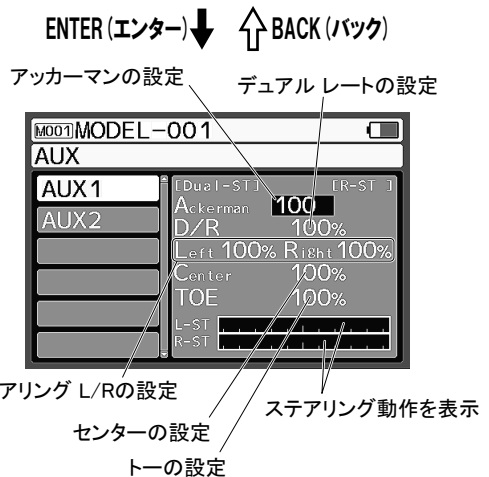 ENTER(エンター) BACK(バック)
アッカーマンの設定
デュアル レートの設定
M001 MODEL-001
AUX
AUX1
AUX2
[Dual-ST] [R-ST ]
Ackerman 100
D/R 100%
Left 100% Right 100%
Center 100%
TOE 100%
L-ST
R-ST
アリング L/Rの設定
ステアリング動作を表示
センターの設定
トーの設定